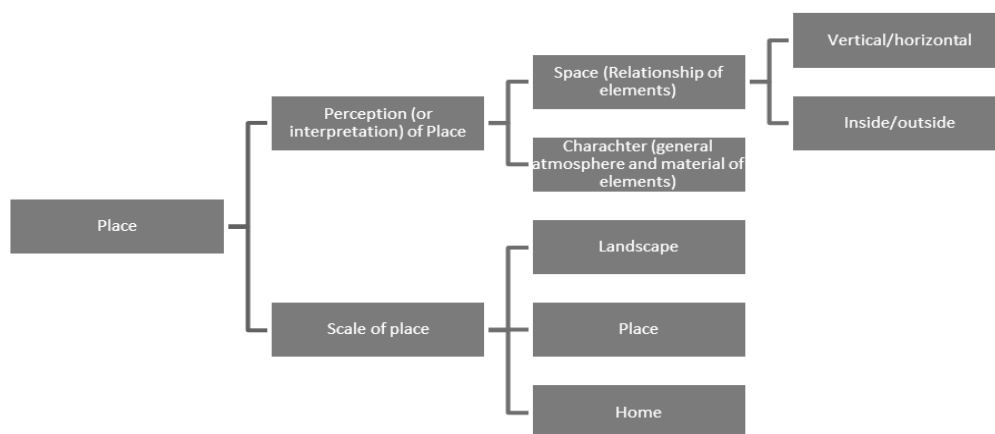 Vertical/horizontal
Space (Relationship of
elements)
Perception (or
interpretation) of Place
Inside/outside
Charachter (general
atmosphere and material of
elements)
Place
Landscape
Scale of place
Place
Home